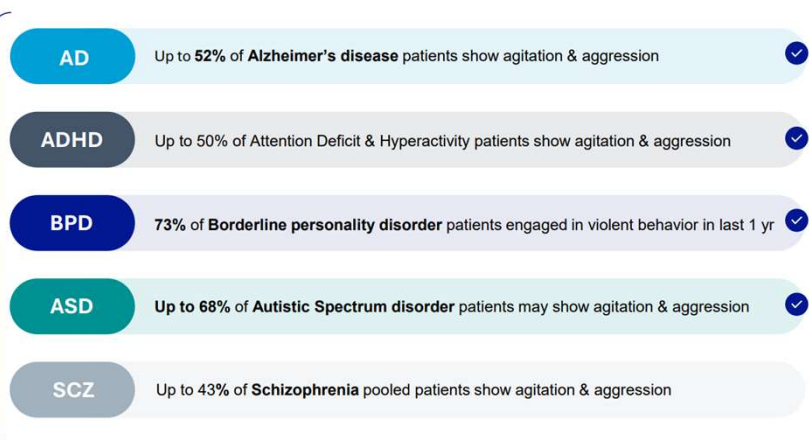 AD
Up to 52% of Alzheimer's disease patients show agitation & aggression
ADHD
Up to 50% of Attention Deficit & Hyperactivity patients show agitation & aggression
BPD
73% of Borderline personality disorder patients engaged in violent behavior in last 1 yr
ASD
Up to 68% of Autistic Spectrum disorder patients may show agitation & aggression
SCZ
Up to 43% of Schizophrenia pooled patients show agitation & aggression